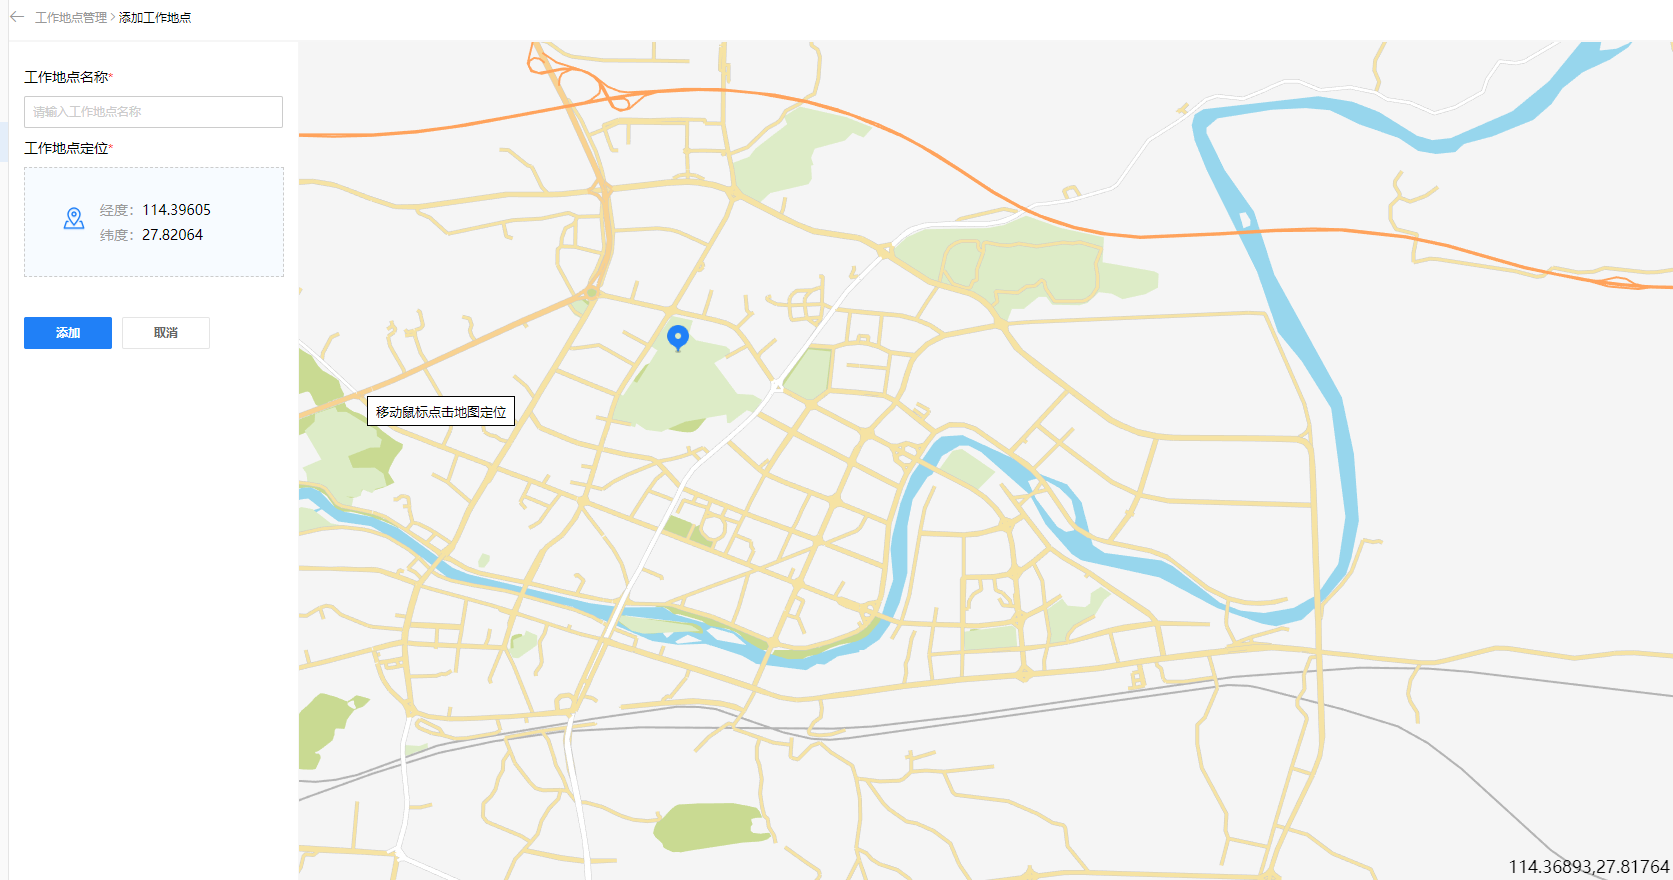 工作地点管理 > 添加工作地点
工作地点名称*
请输入工作地点名称
工作地点定位*
经度：114.39605
纬度：27.82064
添加 取消
移动鼠标点击地图定位
114.36893,27.81764